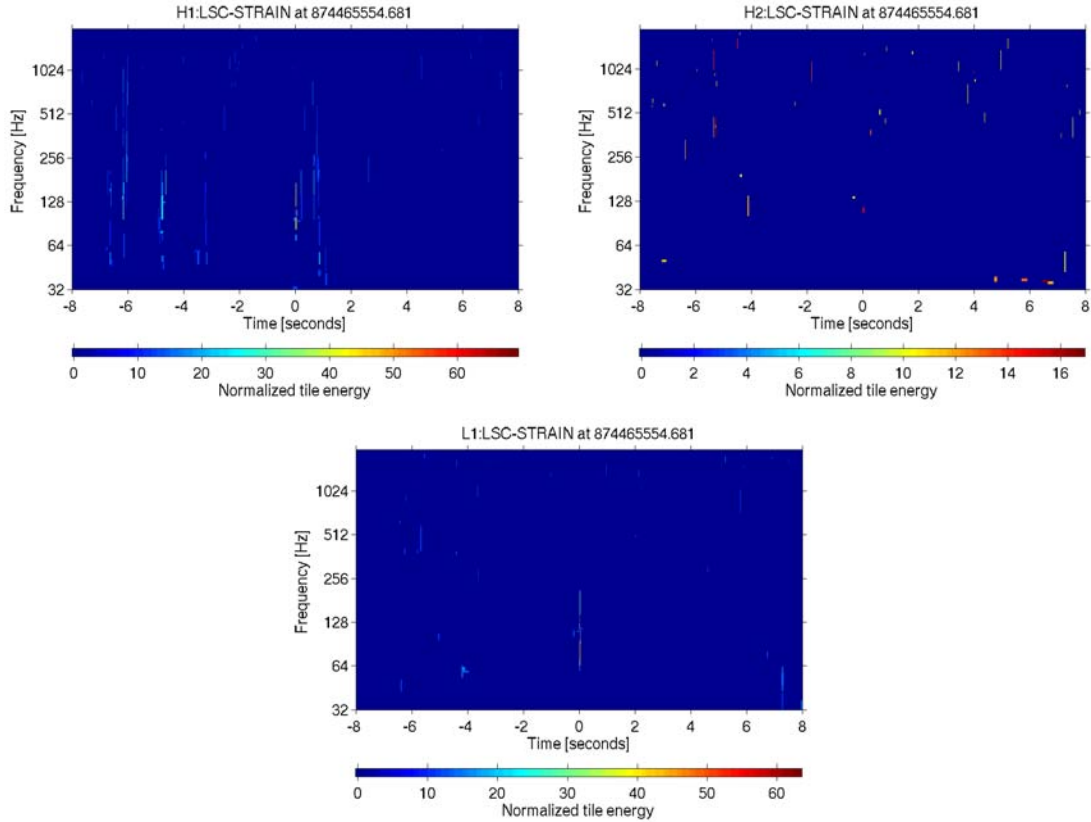 H1:LSC-STRAIN at 874465554.681
Frequency [Hz]
1024
512
256
128
64
32
-8 -6 -4 -2 0 2 4 6 8
Time [seconds]
0 10 20 30 40 50 60
Normalized tile energy
H2:LSC-STRAIN at 874465554.681
Frequency [Hz]
1024
512
256
128
64
32
-8 -6 -4 -2 0 2 4 6 8
Time [seconds]
0 2 4 6 8 10 12 14 16
Normalized tile energy
L1:LSC-STRAIN at 874465554.681
Frequency [Hz]
1024
512
256
128
64
32
-8 -6 -4 -2 0 2 4 6 8
Time [seconds]
0 10 20 30 40 50 60
Normalized tile energy